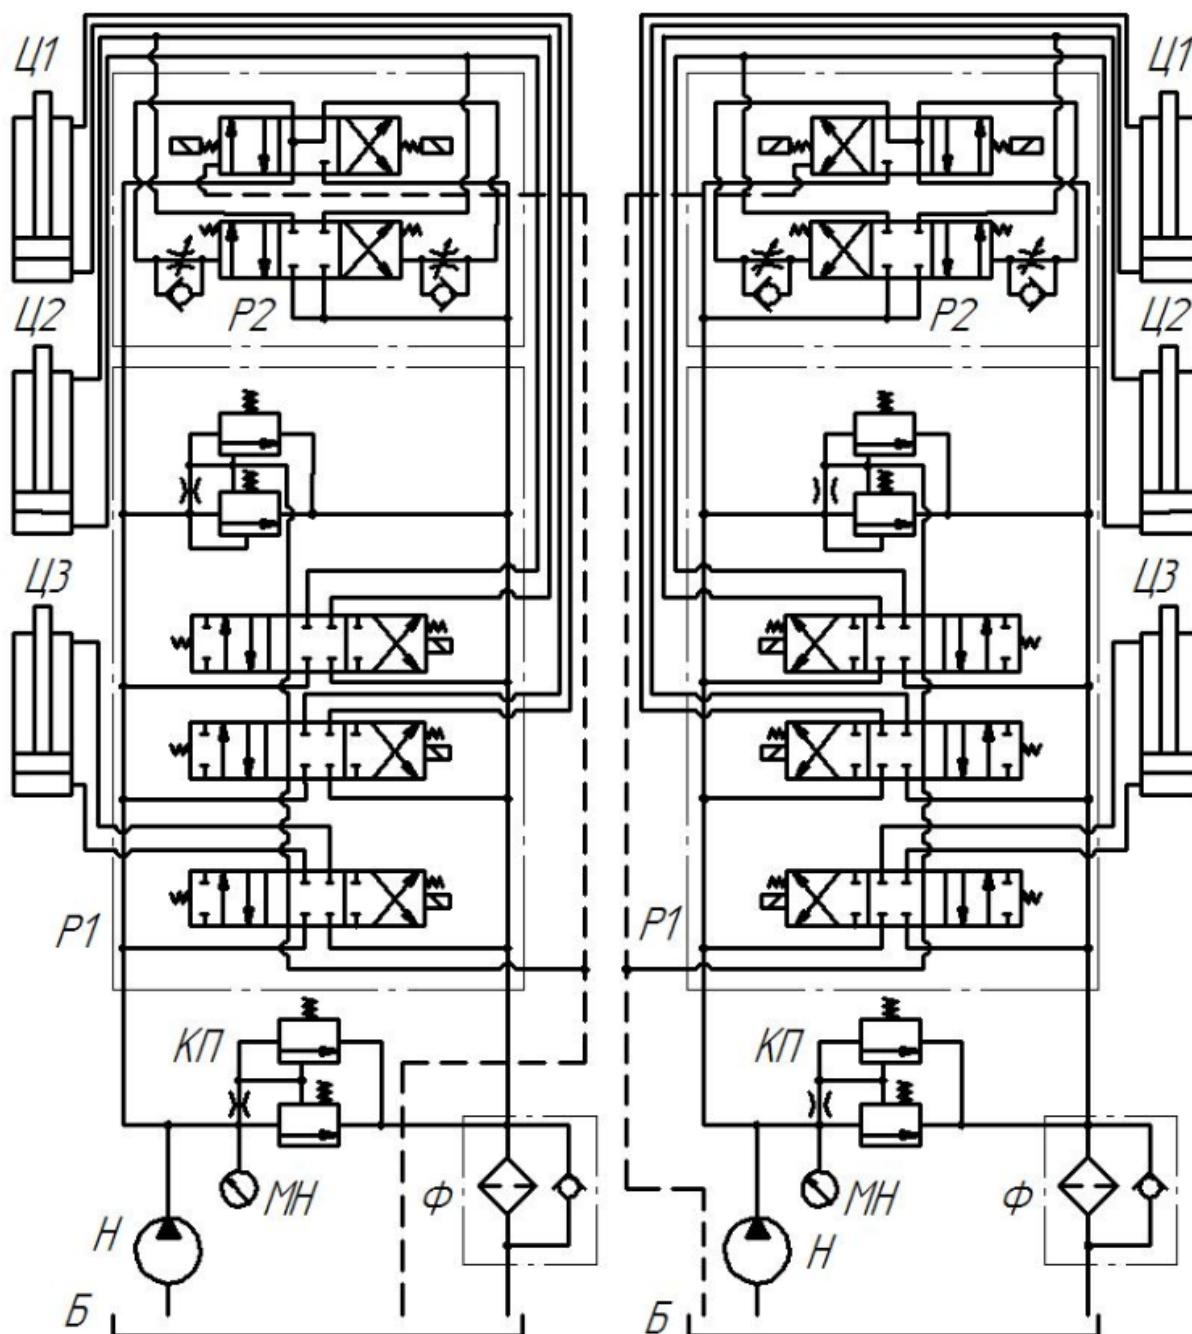 Ц1 Ц1
Р2 Р2
Ц2 Ц2
Ц3 Ц3
Р1 Р1
КП КП
МН Ф МН Ф
Н Н
Б Б